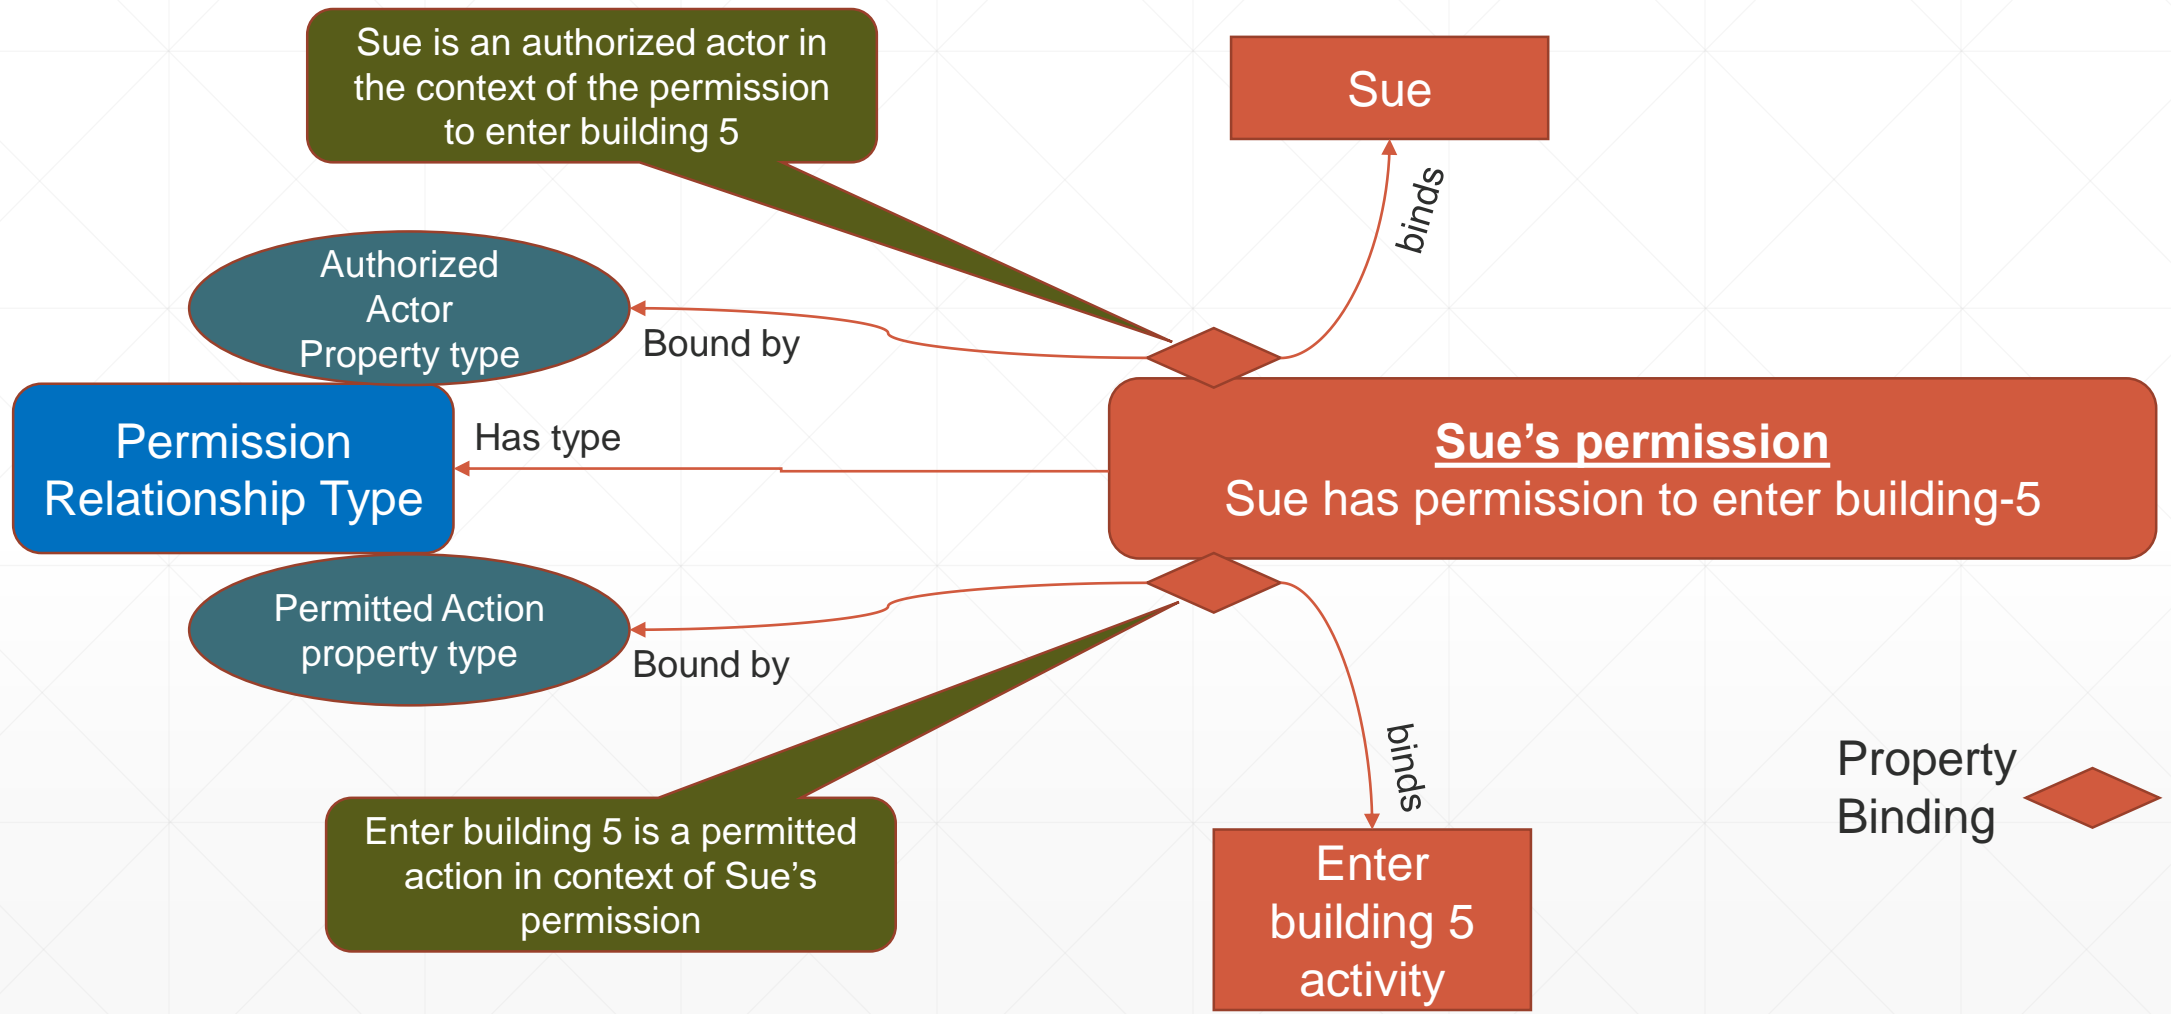 Sue is an authorized actor in
the context of the permission
to enter building 5
Sue
binds
Authorized
Actor
Property type
Bound by
Permission
Relationship Type
Has type
Sue’s permission
Sue has permission to enter building-5
Permitted Action
property type
Bound by
binds
Property
Binding
Enter building 5 is a permitted
action in context of Sue’s
permission
Enter
building 5
activity